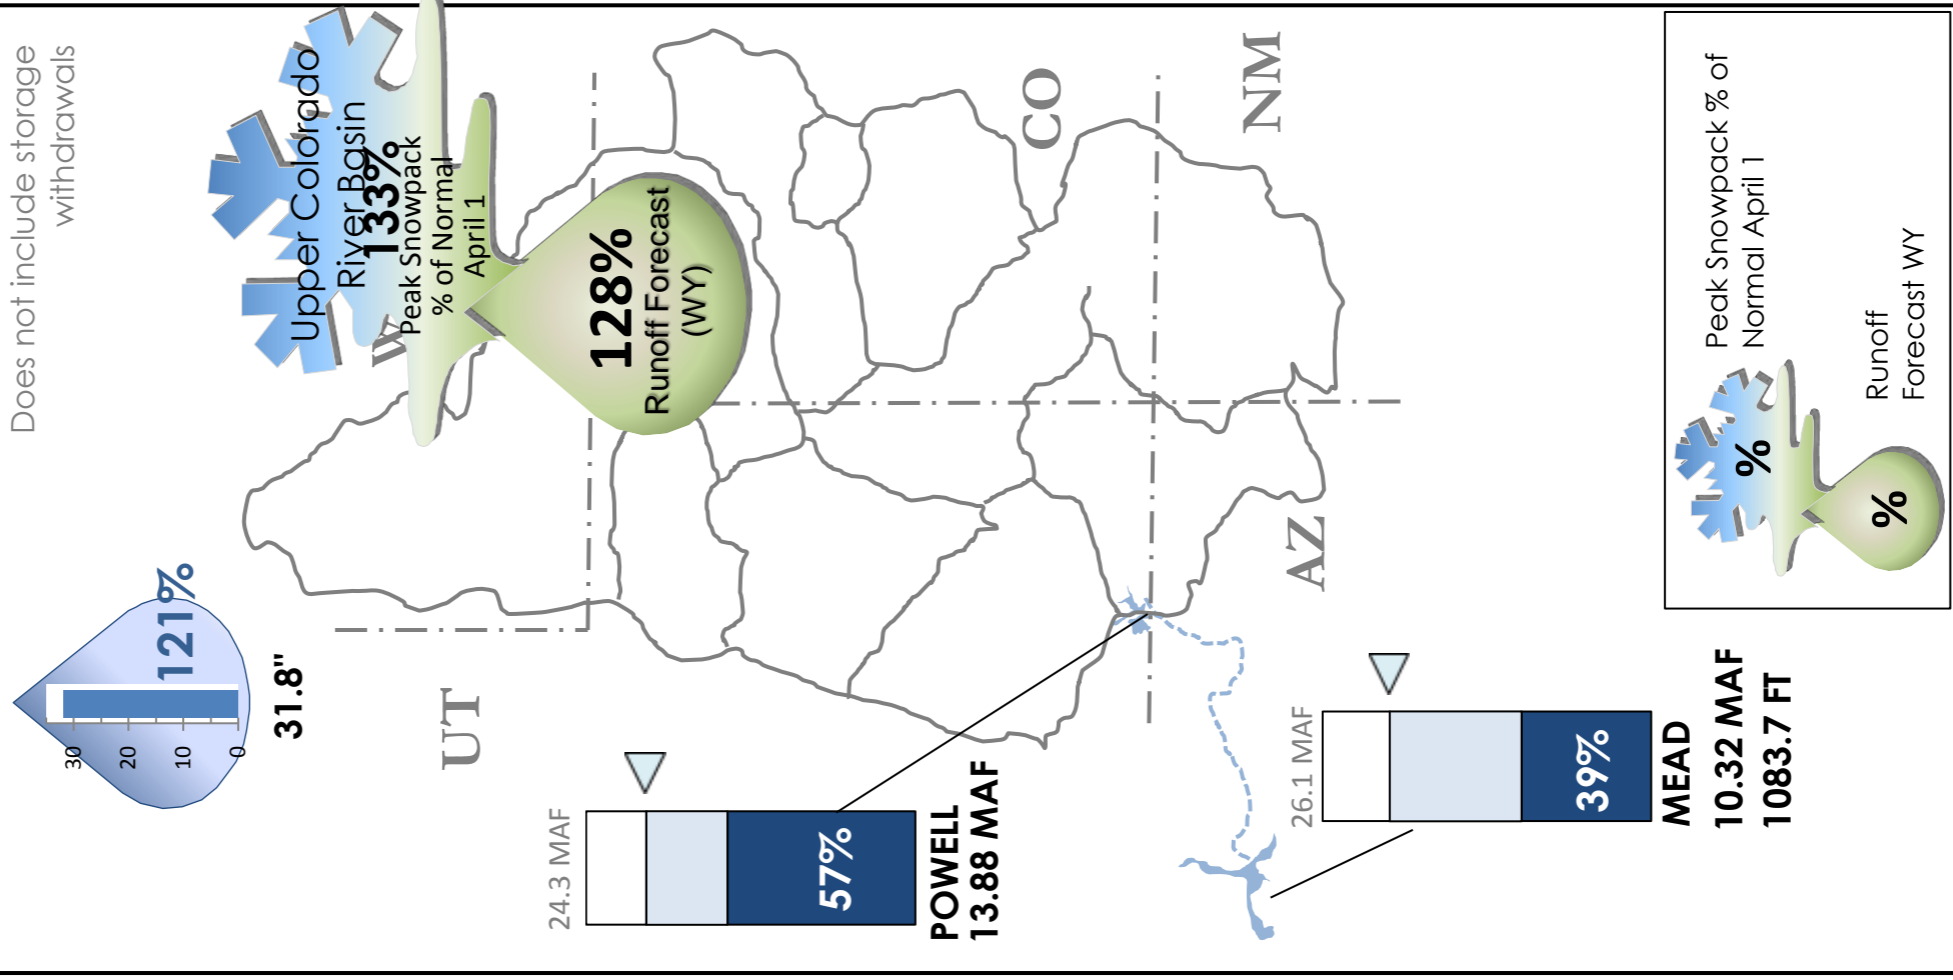 Does not include storage
withdrawals
30
20
10
0
121%
31.8"
Upper Colorado
River Basin
133%
Peak Snowpack
% of Normal
April 1
128%
Runoff Forecast
(WY)
W
UT
CO
NM
AZ
24.3 MAF
57%
POWELL
13.88 MAF
26.1 MAF
39%
MEAD
10.32 MAF
1083.7 FT
%
Peak Snowpack % of
Normal April 1
%
Runoff
Forecast WY